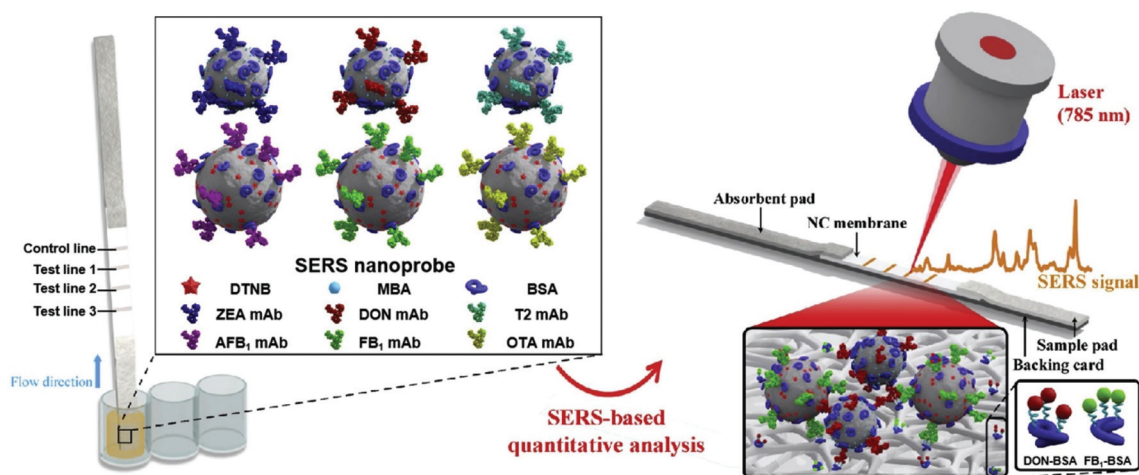 Control line
Test line 1
Test line 2
Test line 3
Flow direction
SERS nanoprobe
DTNB MBA BSA
ZEA mAb DON mAb T2 mAb
AFB₁ mAb FB₁ mAb OTA mAb
SERS-based
quantitative analysis
Laser
(785 nm)
Absorbent pad
NC membrane
SERS signal
Sample pad
Backing card
DON-BSA FB₁-BSA